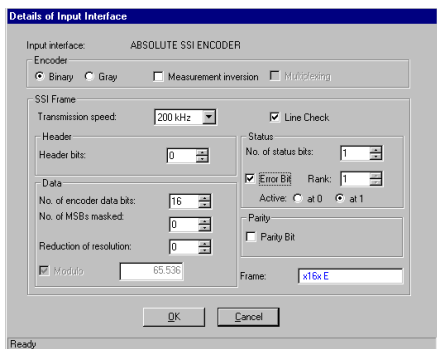 Details of Input Interface
Input interface: ABSOLUTE SSI ENCODER
Encoder
Binary Gray Measurement inversion Multiplexing
SSI Frame
Transmission speed: 200 kHz Line Check
Header
Header bits: 0
Status
No. of status bits: 1
Error Bit Rank: 1
Active: at 0 at 1
Data
No. of encoder data bits: 16
No. of MSBs masked: 0
Reduction of resolution: 0
Modulo 65.536
Parity
Parity Bit
Frame: x16x E
OK Cancel
Ready